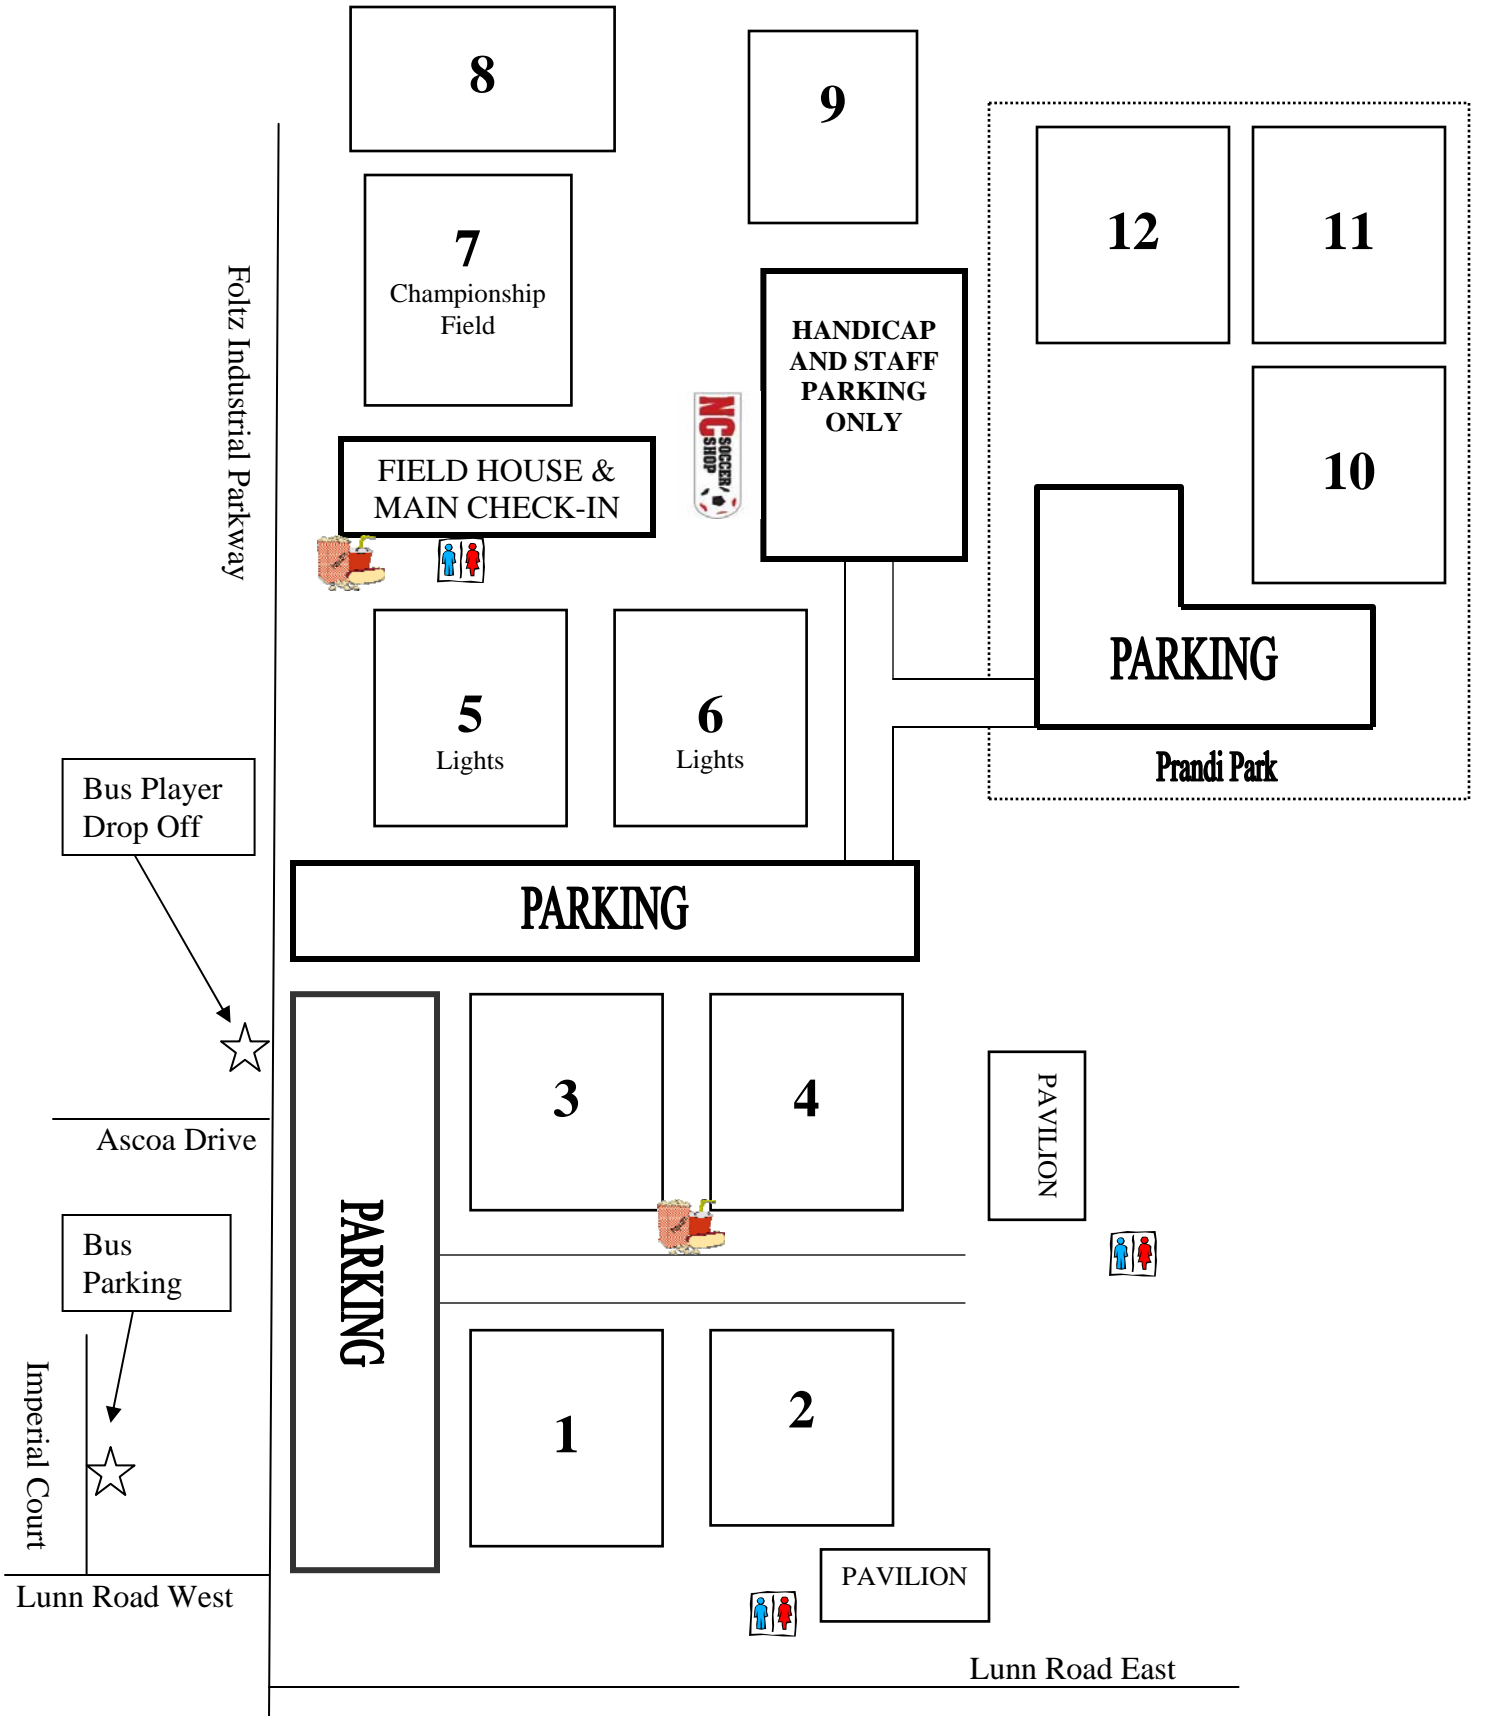 8
9
12
11
7
Championship
Field
Foltz Industrial Parkway
HANDICAP
AND STAFF
PARKING
ONLY
NC
SOCCER
SHOP
FIELD HOUSE &
MAIN CHECK-IN
10
PARKING
Prandi Park
5
Lights
6
Lights
Bus Player
Drop Off
PARKING
3
4
PAVILION
Ascoa Drive
PARKING
Bus
Parking
1
2
Imperial Court
PAVILION
Lunn Road West
Lunn Road East